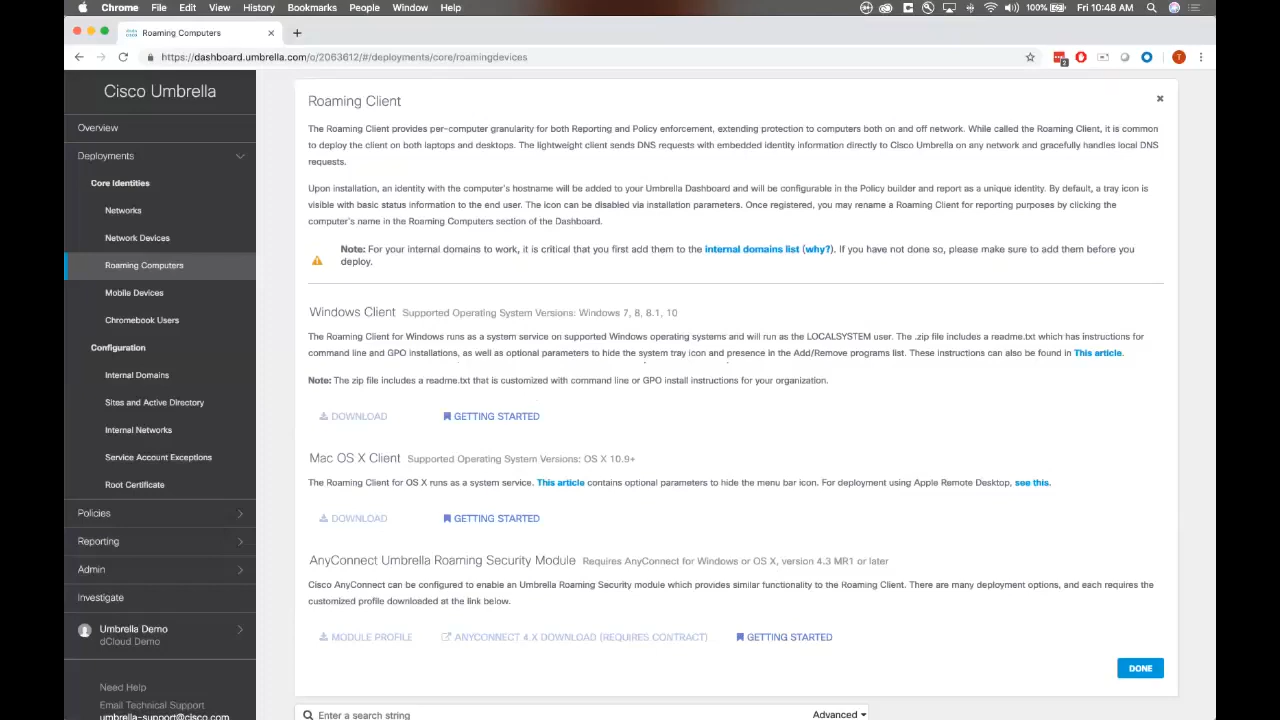 Chrome File Edit View History Bookmarks People Window Help 100% Fri 10:48 AM
Roaming Computers
https://dashboard.umbrella.com/o/2063612/#/deployments/core/roamingdevices
2
T
Cisco Umbrella
Overview
Deployments
Core Identities
Networks
Network Devices
Roaming Computers
Mobile Devices
Chromebook Users
Configuration
Internal Domains
Sites and Active Directory
Internal Networks
Service Account Exceptions
Root Certificate
Policies
Reporting
Admin
Investigate
Umbrella Demo
dCloud Demo
Need Help
Email Technical Support
umbrella-support@cisco.com
Roaming Client
The Roaming Client provides per-computer granularity for both Reporting and Policy enforcement, extending protection to computers both on and off network. While called the Roaming Client, it is common
to deploy the client on both laptops and desktops. The lightweight client sends DNS requests with embedded identity information directly to Cisco Umbrella on any network and gracefully handles local DNS
requests.
Upon installation, an identity with the computer's hostname will be added to your Umbrella Dashboard and will be configurable in the Policy builder and report as a unique identity. By default, a tray icon is
visible with basic status information to the end user. The icon can be disabled via installation parameters. Once registered, you may rename a Roaming Client for reporting purposes by clicking the
computer's name in the Roaming Computers section of the Dashboard.
Note: For your internal domains to work, it is critical that you first add them to the internal domains list (why?). If you have not done so, please make sure to add them before you
deploy.
Windows Client Supported Operating System Versions: Windows 7, 8, 8.1, 10
The Roaming Client for Windows runs as a system service on supported Windows operating systems and will run as the LOCALSYSTEM user. The .zip file includes a readme.txt which has instructions for
command line and GPO installations, as well as optional parameters to hide the system tray icon and presence in the Add/Remove programs list. These instructions can also be found in This article.
Note: The zip file includes a readme.txt that is customized with command line or GPO install instructions for your organization.
DOWNLOAD GETTING STARTED
Mac OS X Client Supported Operating System Versions: OS X 10.9+
The Roaming Client for OS X runs as a system service. This article contains optional parameters to hide the menu bar icon. For deployment using Apple Remote Desktop, see this.
DOWNLOAD GETTING STARTED
AnyConnect Umbrella Roaming Security Module Requires AnyConnect for Windows or OS X, version 4.3 MR1 or later
Cisco AnyConnect can be configured to enable an Umbrella Roaming Security module which provides similar functionality to the Roaming Client. There are many deployment options, and each requires the
customized profile downloaded at the link below.
MODULE PROFILE ANYCONNECT 4.X DOWNLOAD (REQUIRES CONTRACT) GETTING STARTED
DONE
Enter a search string Advanced